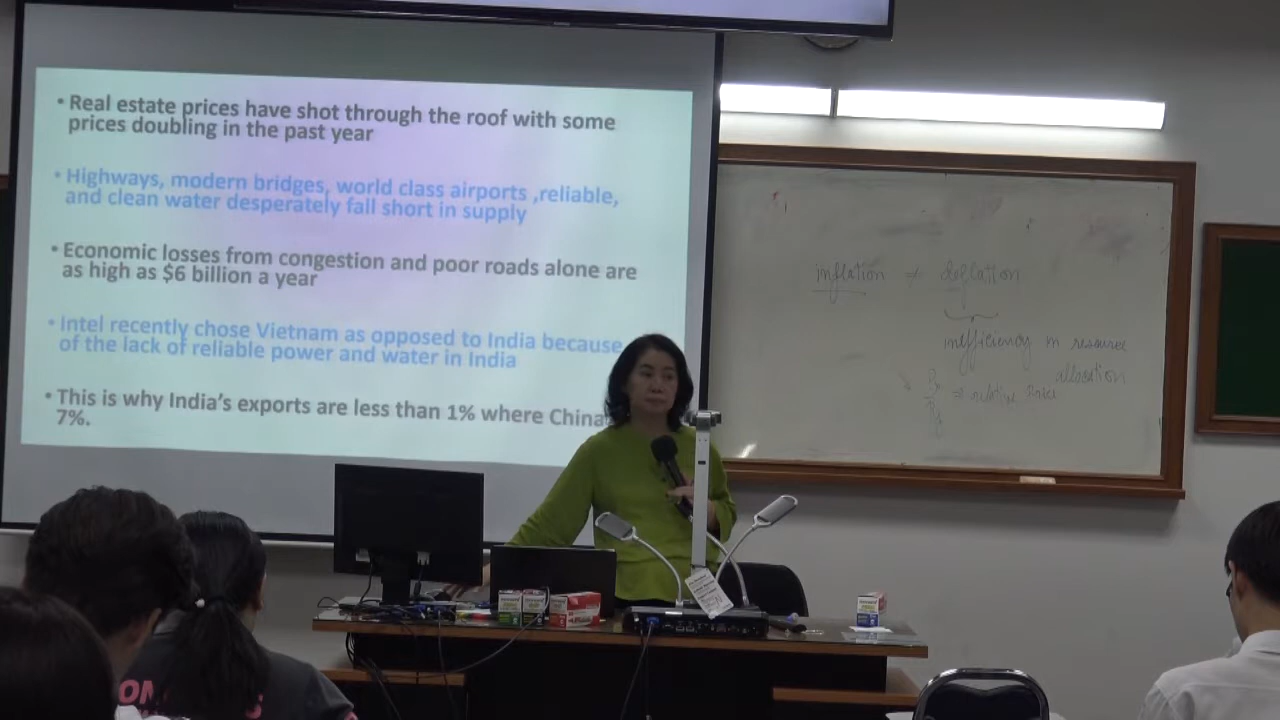 • Real estate prices have shot through the roof with some
prices doubling in the past year
• Highways, modern bridges, world class airports ,reliable,
and clean water desperately fall short in supply
• Economic losses from congestion and poor roads alone are
as high as $6 billion a year
• Intel recently chose Vietnam as opposed to India because
of the lack of reliable power and water in India
• This is why India's exports are less than 1% where China
7%.
inflation ≠ deflation
inefficiency in resource
allocation
= relative price